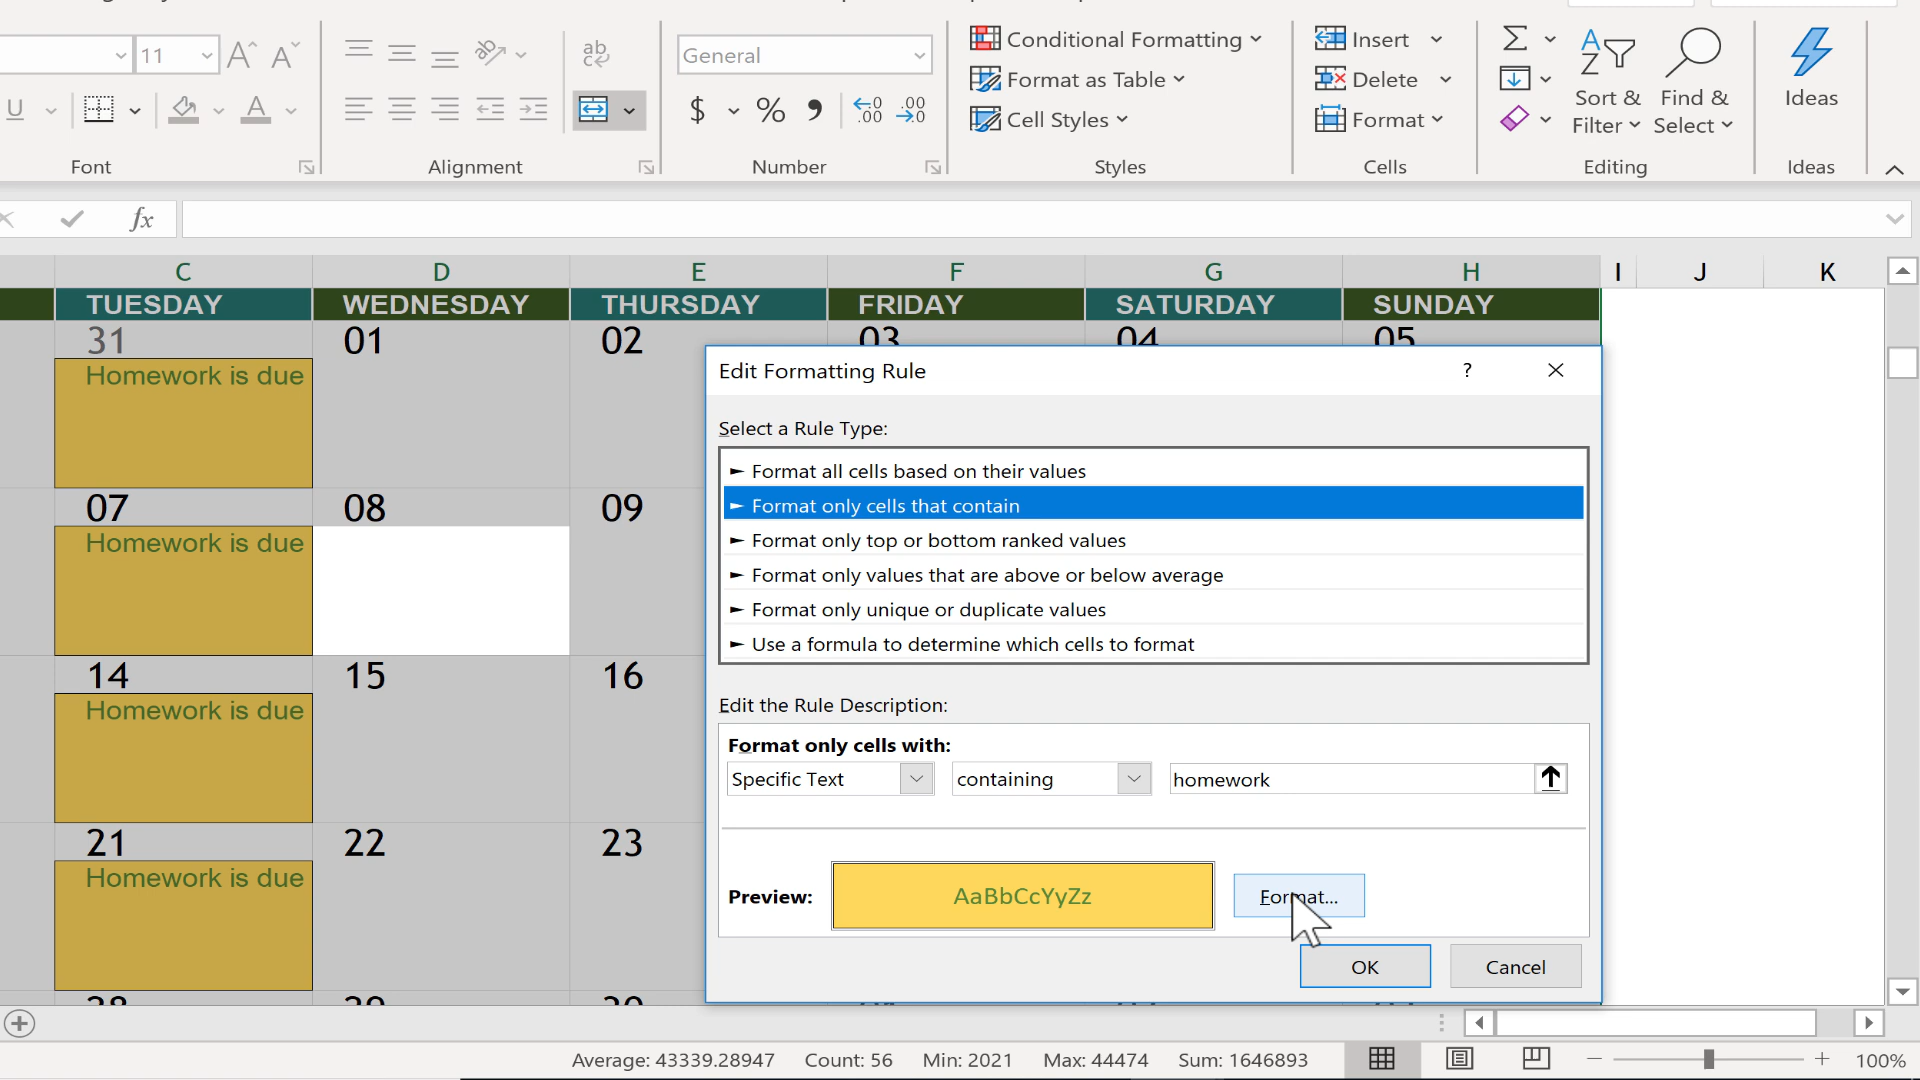 11
General
Conditional Formatting
Format as Table
Cell Styles
Insert
Delete
Format
Sort &
Filter
Find &
Select
Ideas
Font
Alignment
Number
Styles
Cells
Editing
Ideas
fx
C D E F G H I J K
TUESDAY WEDNESDAY THURSDAY FRIDAY SATURDAY SUNDAY
31 01 02 03 04 05
Homework is due
07 08 09
Homework is due
14 15 16
Homework is due
21 22 23
Homework is due
Edit Formatting Rule
?
Select a Rule Type:
► Format all cells based on their values
► Format only cells that contain
► Format only top or bottom ranked values
► Format only values that are above or below average
► Format only unique or duplicate values
► Use a formula to determine which cells to format
Edit the Rule Description:
Format only cells with:
Specific Text containing homework
Preview: AaBbCcYyZz Format...
OK Cancel
Average: 43339.28947 Count: 56 Min: 2021 Max: 44474 Sum: 1646893 100%